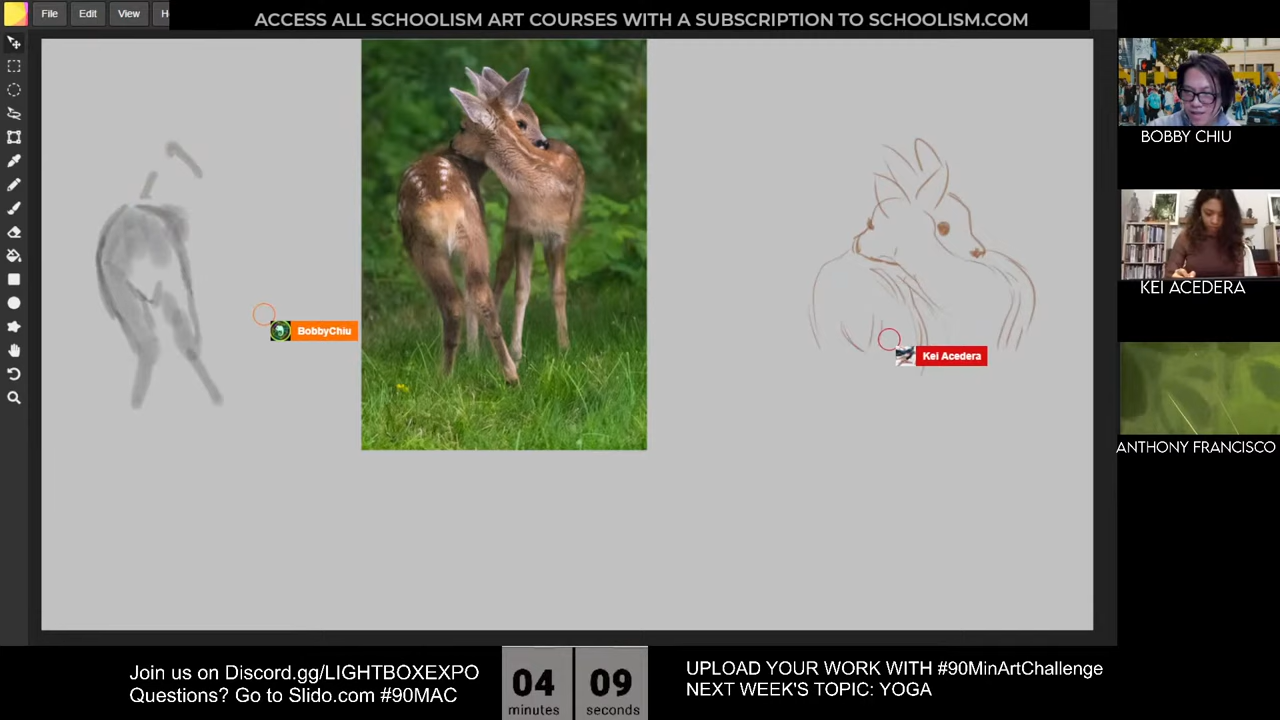 ACCESS ALL SCHOOLISM ART COURSES WITH A SUBSCRIPTION TO SCHOOLISM.COM
File Edit View
BOBBY CHIU
KEI ACEDERA
BobbyChiu
Kei Acedera
ANTHONY FRANCISCO
Join us on Discord.gg/LIGHTBOXEXPO
Questions? Go to Slido.com #90MAC
04 09
minutes seconds
UPLOAD YOUR WORK WITH #90MinArtChallenge
NEXT WEEK'S TOPIC: YOGA